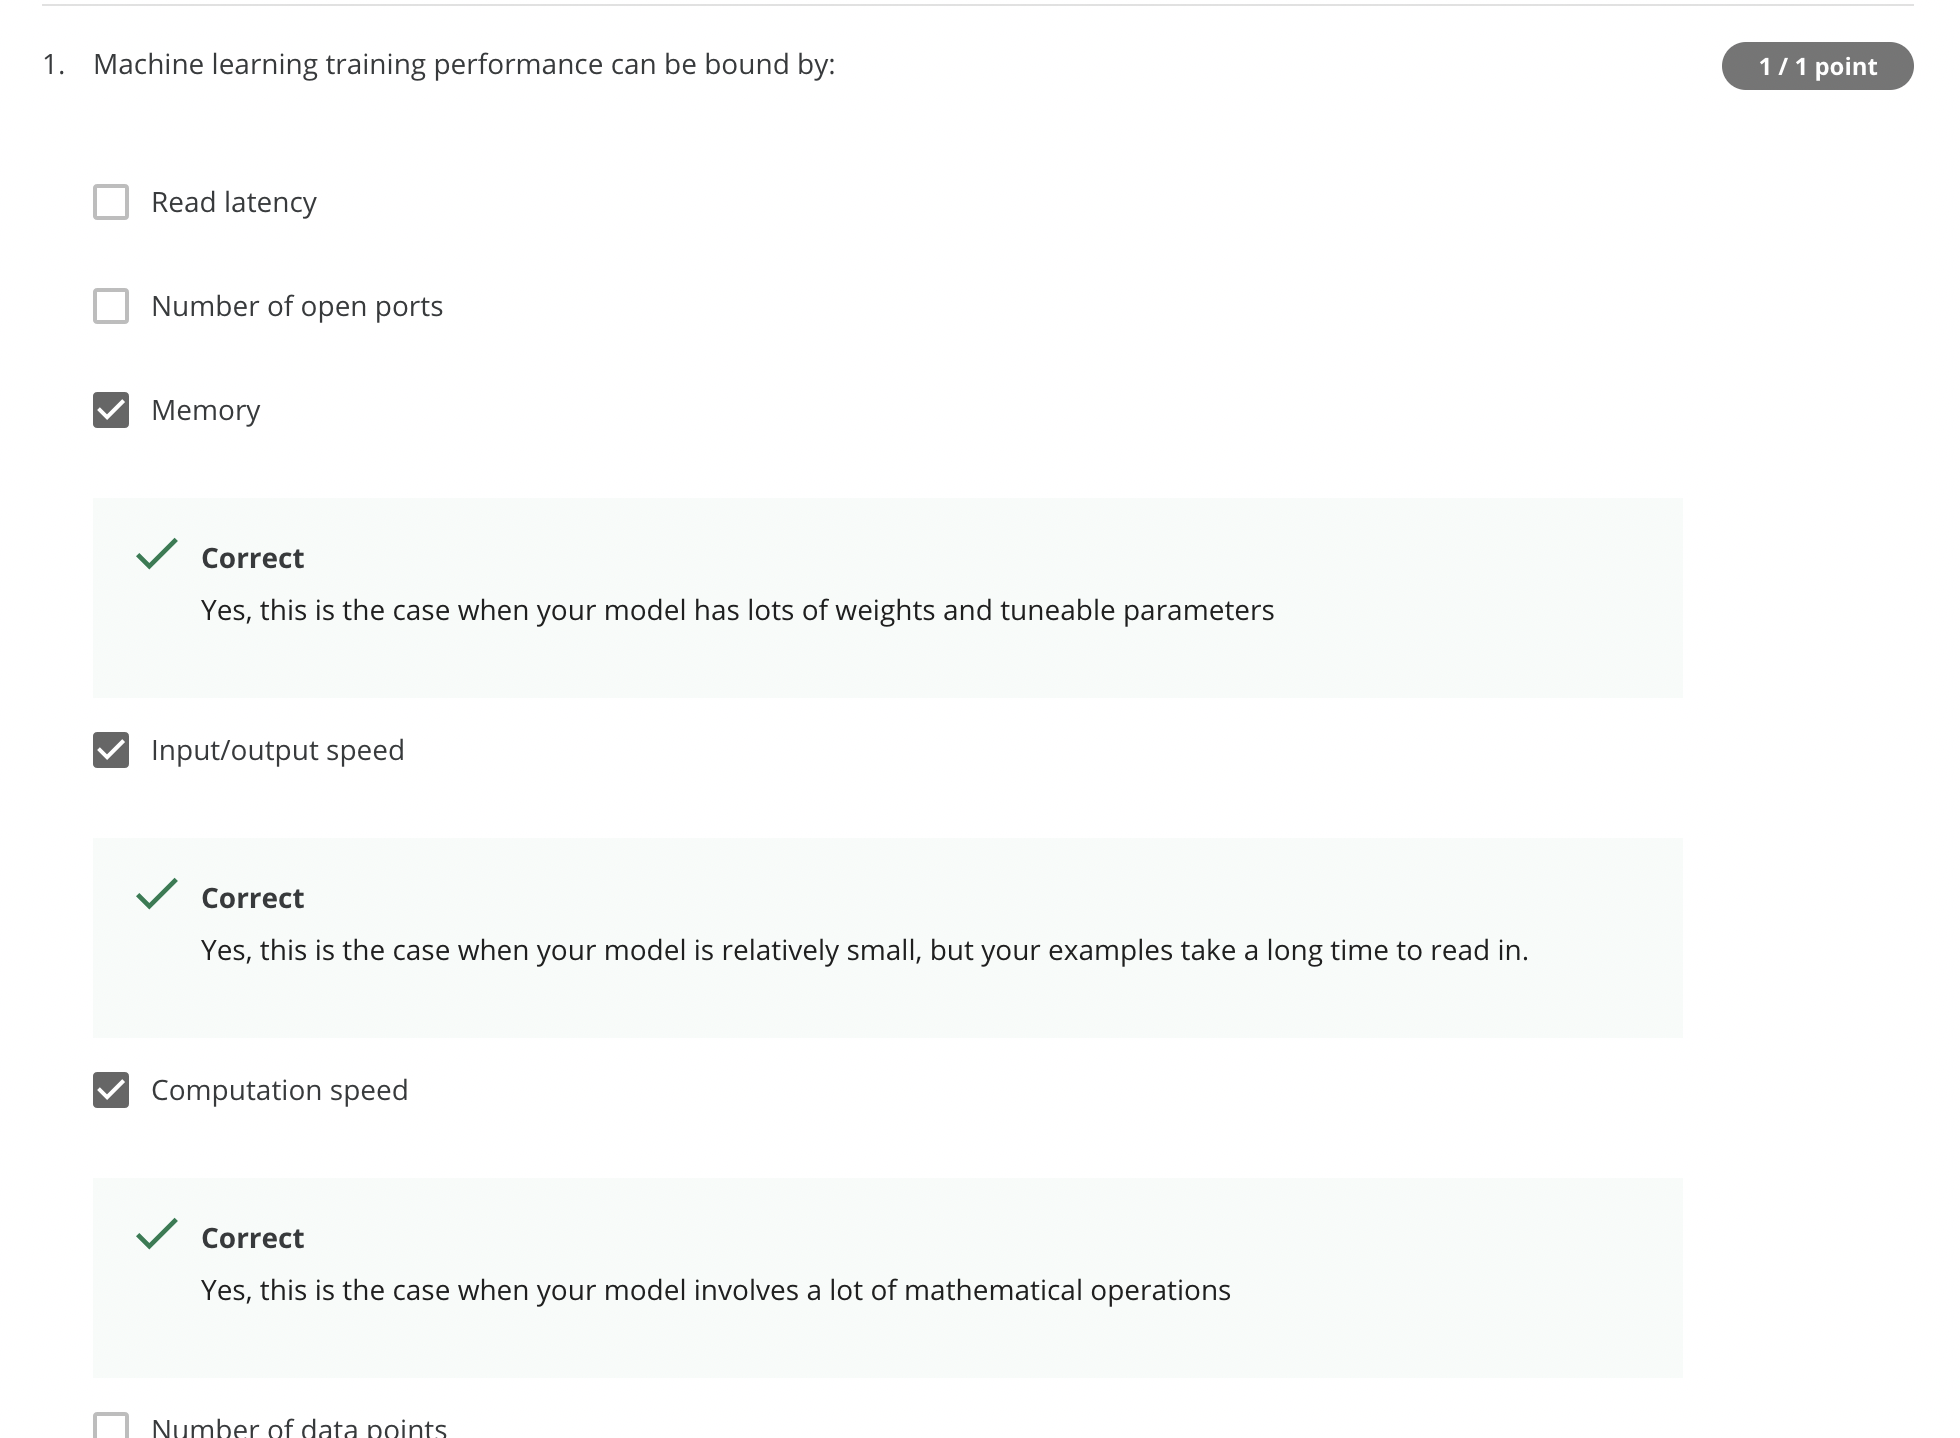 1. Machine learning training performance can be bound by:
1 / 1 point
Read latency
Number of open ports
Memory
Correct
Yes, this is the case when your model has lots of weights and tuneable parameters
Input/output speed
Correct
Yes, this is the case when your model is relatively small, but your examples take a long time to read in.
Computation speed
Correct
Yes, this is the case when your model involves a lot of mathematical operations
Number of data points